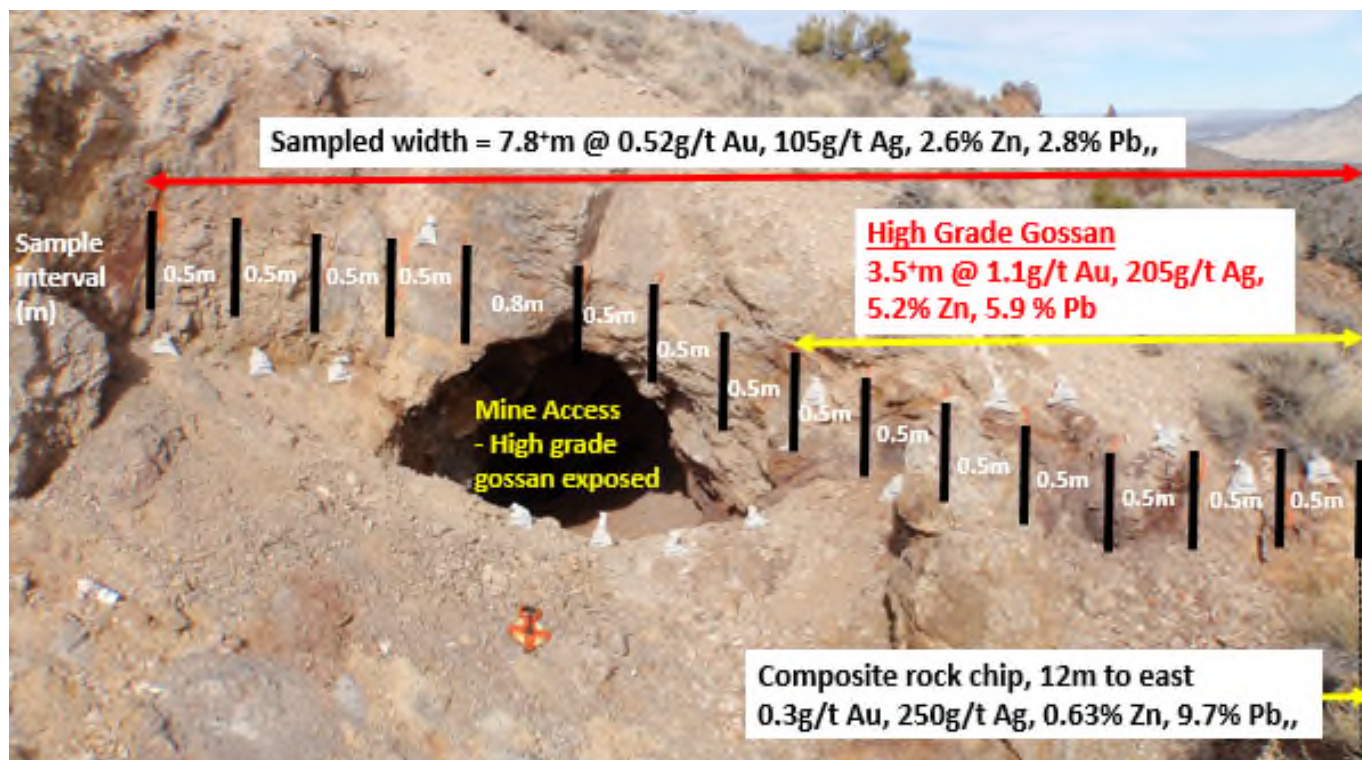 Sampled width = 7.8⁺m @ 0.52g/t Au, 105g/t Ag, 2.6% Zn, 2.8% Pb,,
Sample
interval
(m)
0.5m
0.5m
0.5m
0.5m
0.8m
0.5m
0.5m
0.5m
0.5m
0.5m
0.5m
0.5m
0.5m
0.5m
0.5m
High Grade Gossan
3.5⁺m @ 1.1g/t Au, 205g/t Ag,
5.2% Zn, 5.9 % Pb
Mine Access
- High grade
gossan exposed
Composite rock chip, 12m to east
0.3g/t Au, 250g/t Ag, 0.63% Zn, 9.7% Pb,,